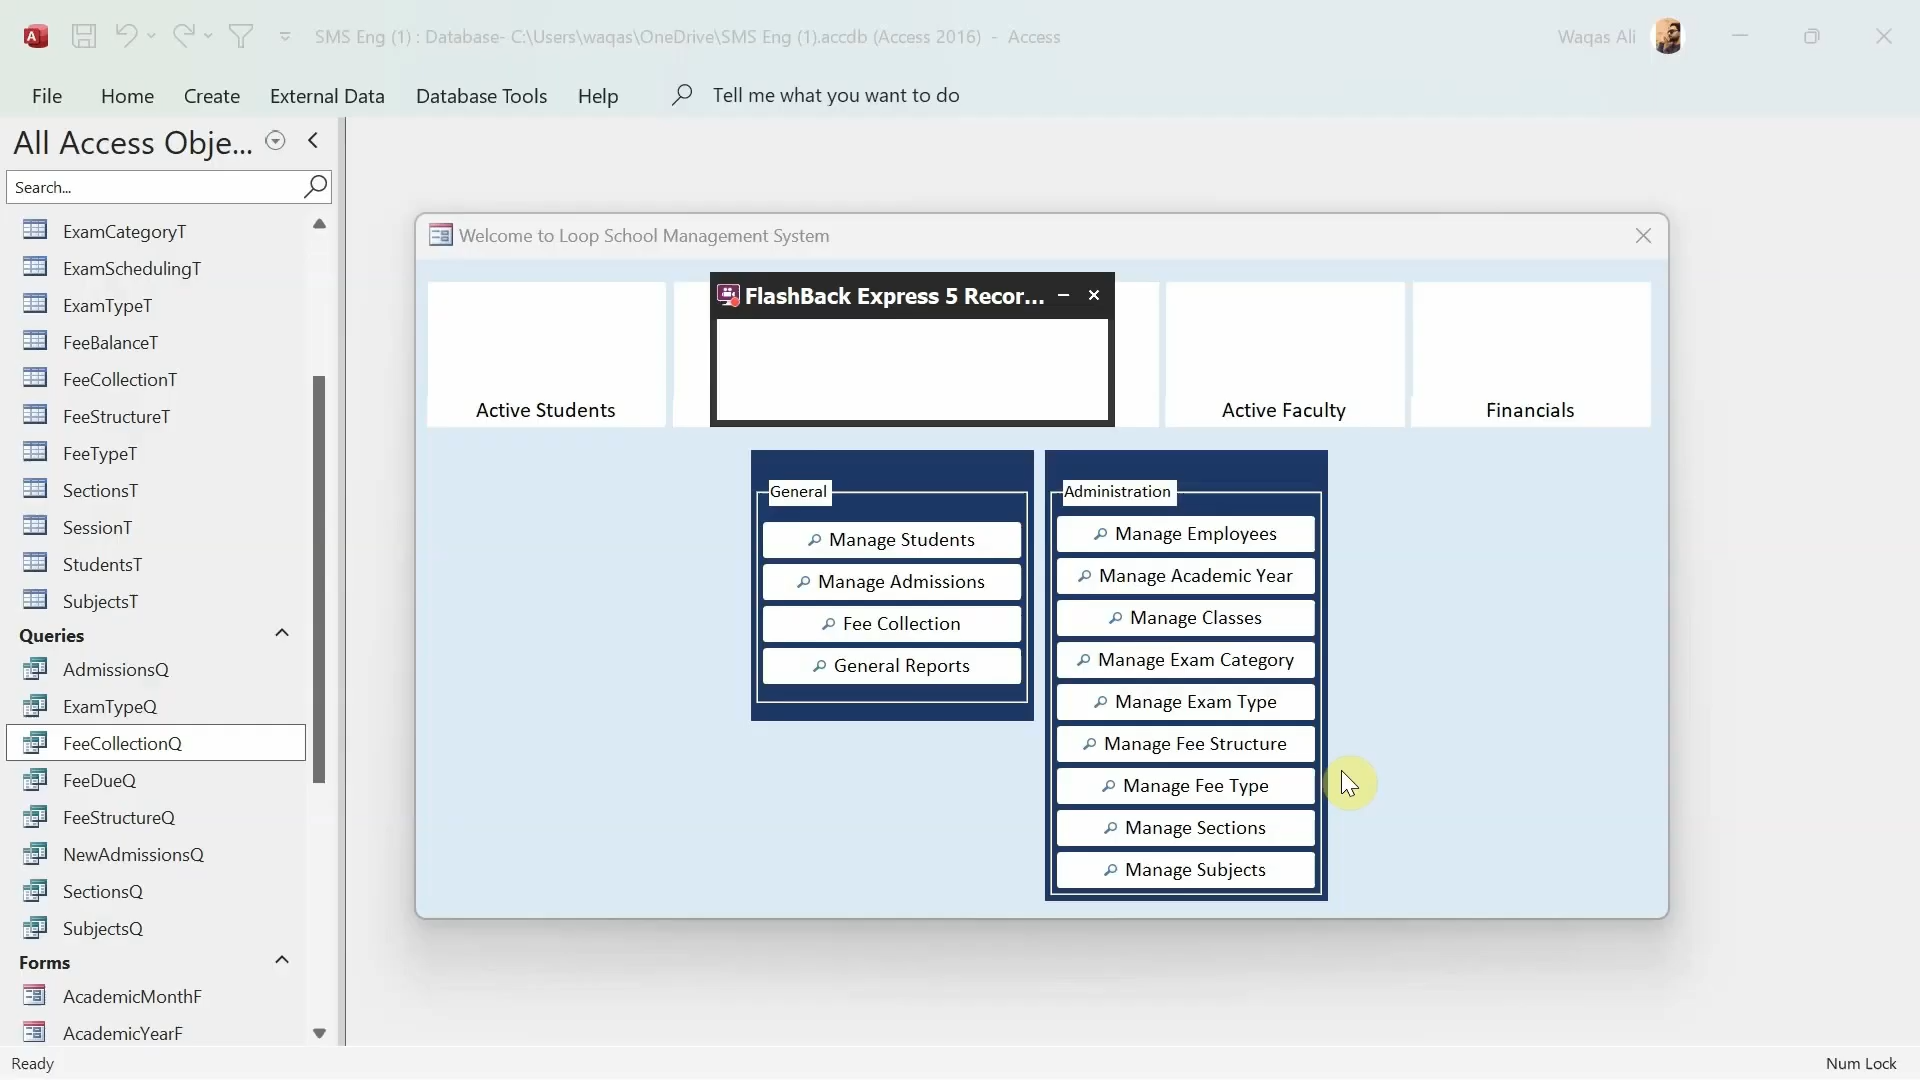 SMS Eng (1) : Database- C:\Users\waqas\OneDrive\SMS Eng (1).accdb (Access 2016) - Access
Waqas Ali
File Home Create External Data Database Tools Help Tell me what you want to do
All Access Obje...
Search...
ExamCategoryT
ExamSchedulingT
ExamTypeT
FeeBalanceT
FeeCollectionT
FeeStructureT
FeeTypeT
SectionsT
SessionT
StudentsT
SubjectsT
Queries
AdmissionsQ
ExamTypeQ
FeeCollectionQ
FeeDueQ
FeeStructureQ
NewAdmissionsQ
SectionsQ
SubjectsQ
Forms
AcademicMonthF
AcademicYearF
Welcome to Loop School Management System
FlashBack Express 5 Recor...
Active Students
Active Faculty
Financials
General
Manage Students
Manage Admissions
Fee Collection
General Reports
Administration
Manage Employees
Manage Academic Year
Manage Classes
Manage Exam Category
Manage Exam Type
Manage Fee Structure
Manage Fee Type
Manage Sections
Manage Subjects
Ready
Num Lock